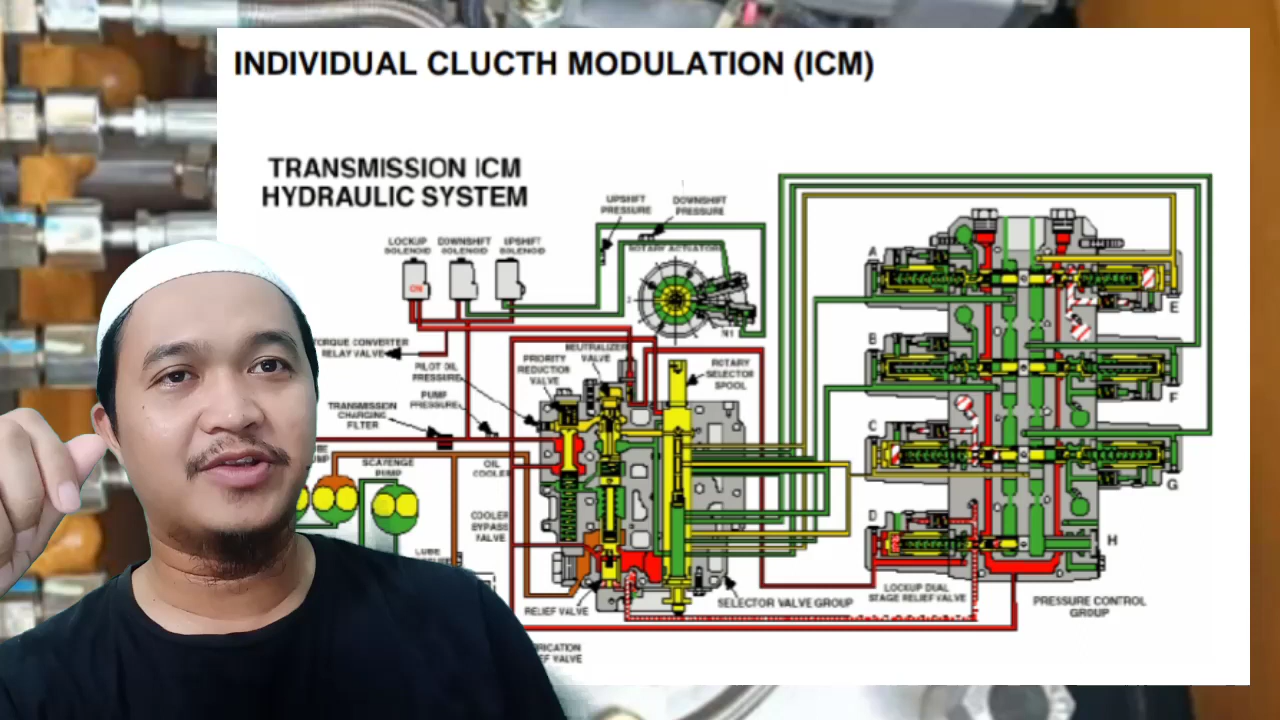 INDIVIDUAL CLUCTH MODULATION (ICM)
TRANSMISSION ICM
HYDRAULIC SYSTEM
UPSHIFT
PRESSURE
DOWNSHIFT
PRESSURE
LOCKUP
SOLENOID
DOWNSHIFT
SOLENOID
UPSHIFT
SOLENOID
ROTARY ACTUATOR
ON
TORQUE CONVERTER
RELAY VALVE
NEUTRALIZER
VALVE
PRIORITY
REDUCTION
VALVE
PILOT OIL
PRESSURE
ROTARY
SELECTOR
SPOOL
PUMP
PRESSURE
TRANSMISSION
CHARGING
FILTER
SCAVENGE
PUMP
OIL
COOLER
COOLER
BYPASS
VALVE
LUBE
RELIEF VALVE
SELECTOR VALVE GROUP
LOCKUP DIAL
STAGE RELIEF VALVE
PRESSURE CONTROL
GROUP
A
E
B
F
C
G
D
H